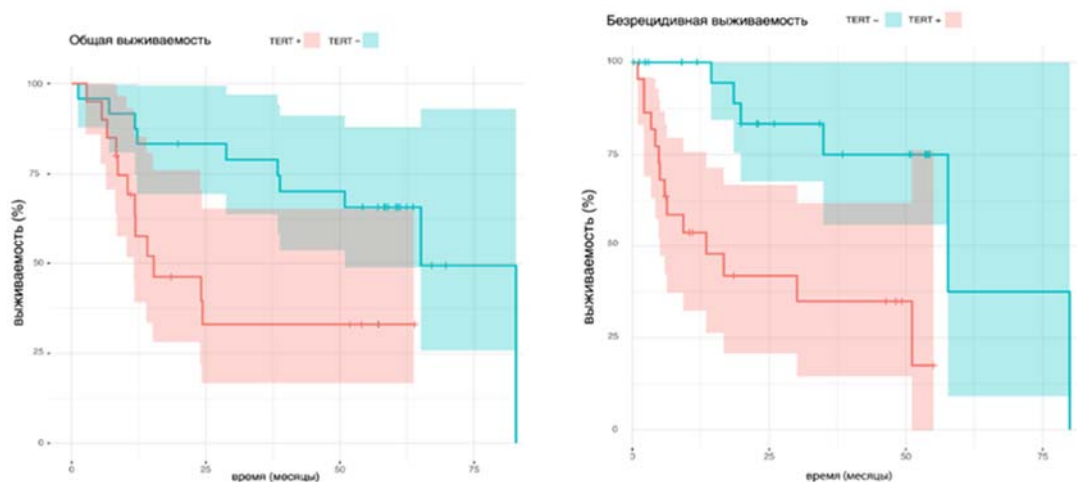 Общая выживаемость
TERT + TERT –
выживаемость (%)
100
75
50
25
0
0 25 50 75
время (месяцы)
Безрецидивная выживаемость
TERT – TERT +
выживаемость (%)
100
75
50
25
0
0 25 50 75
время (месяцы)